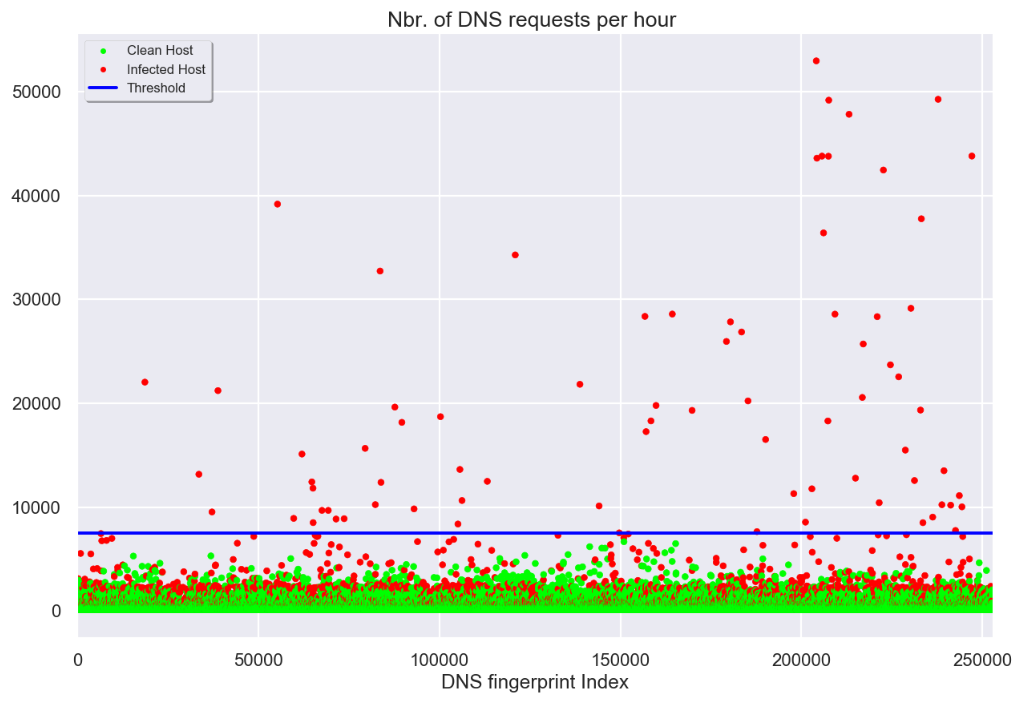 Nbr. of DNS requests per hour
Clean Host
Infected Host
Threshold
50000
40000
30000
20000
10000
0
0 50000 100000 150000 200000 250000
DNS fingerprint Index